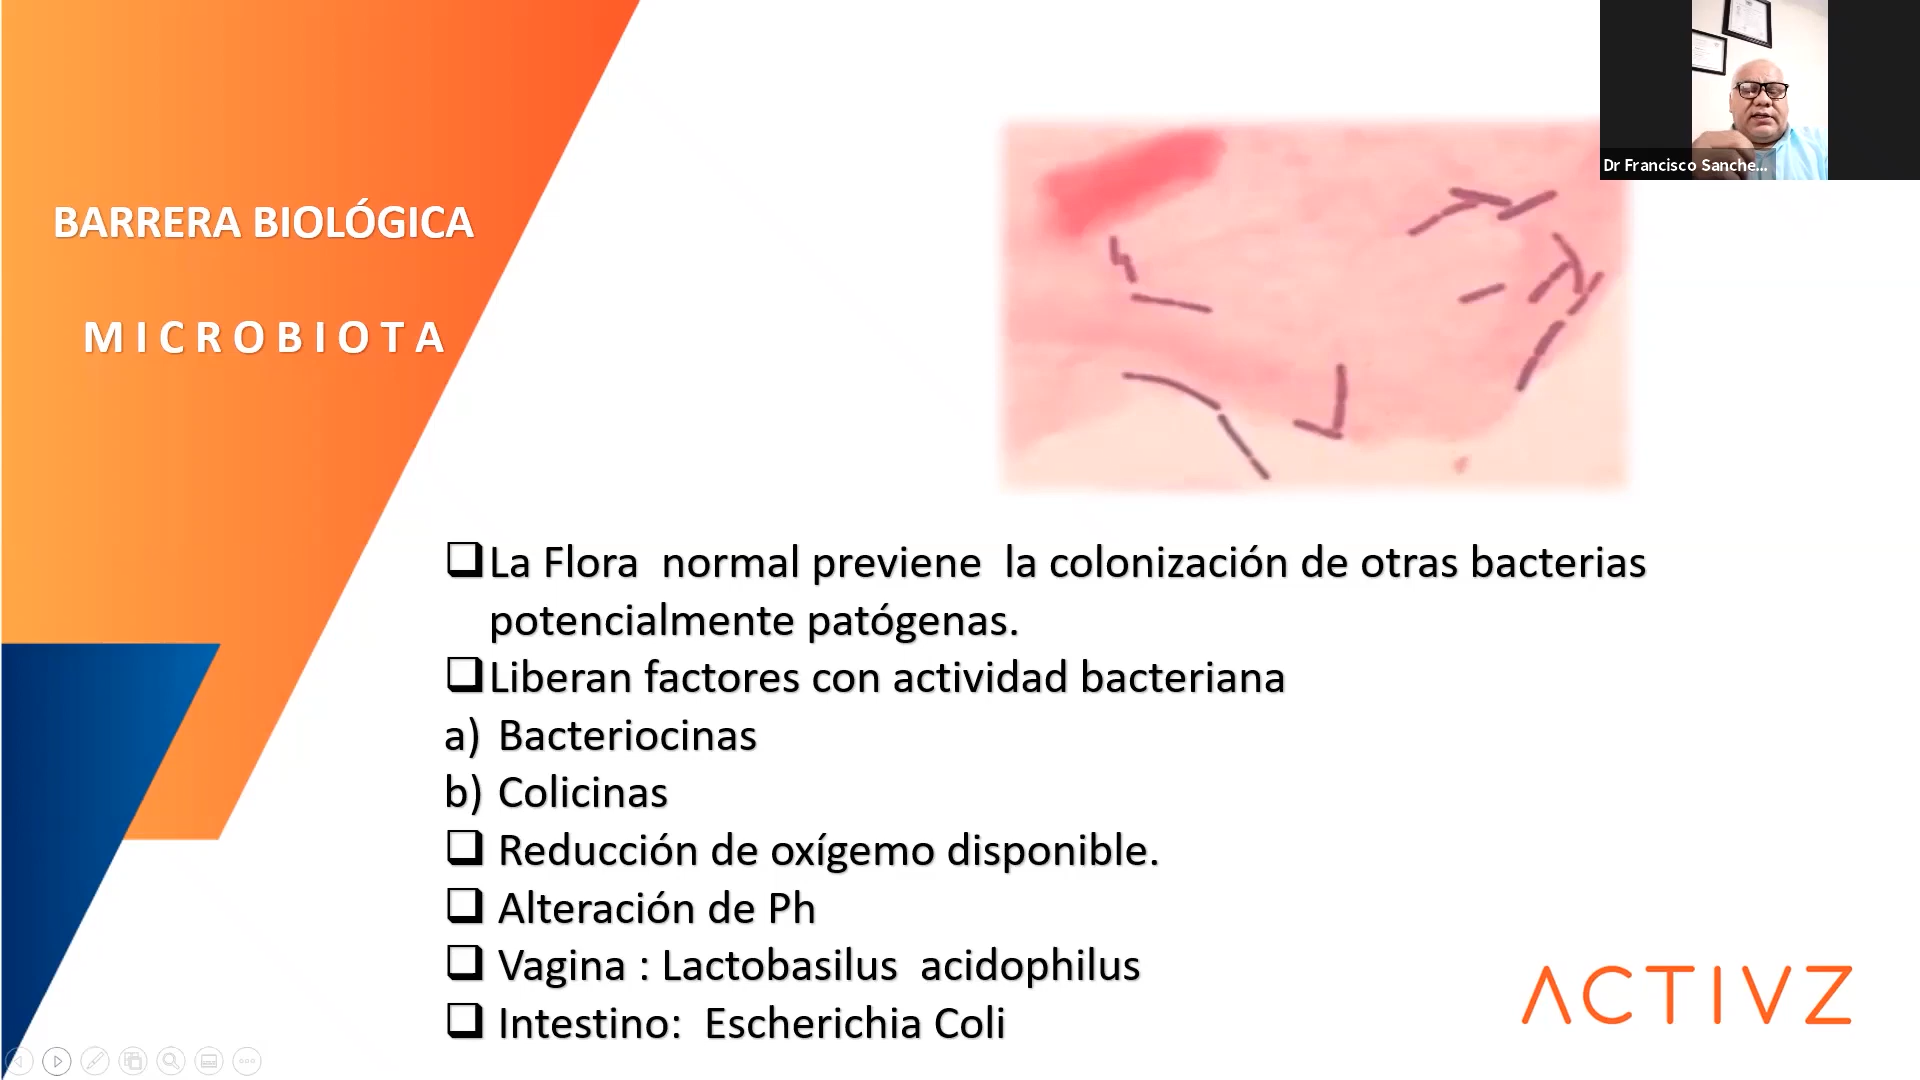 Dr Francisco Sanche...
BARRERA BIOLÓGICA
MICROBIOTA
❑La Flora normal previene la colonización de otras bacterias
potencialmente patógenas.
❑Liberan factores con actividad bacteriana
a) Bacteriocinas
b) Colicinas
❑ Reducción de oxígemo disponible.
❑ Alteración de Ph
❑ Vagina : Lactobasilus acidophilus
❑ Intestino: Escherichia Coli
ACTIVZ